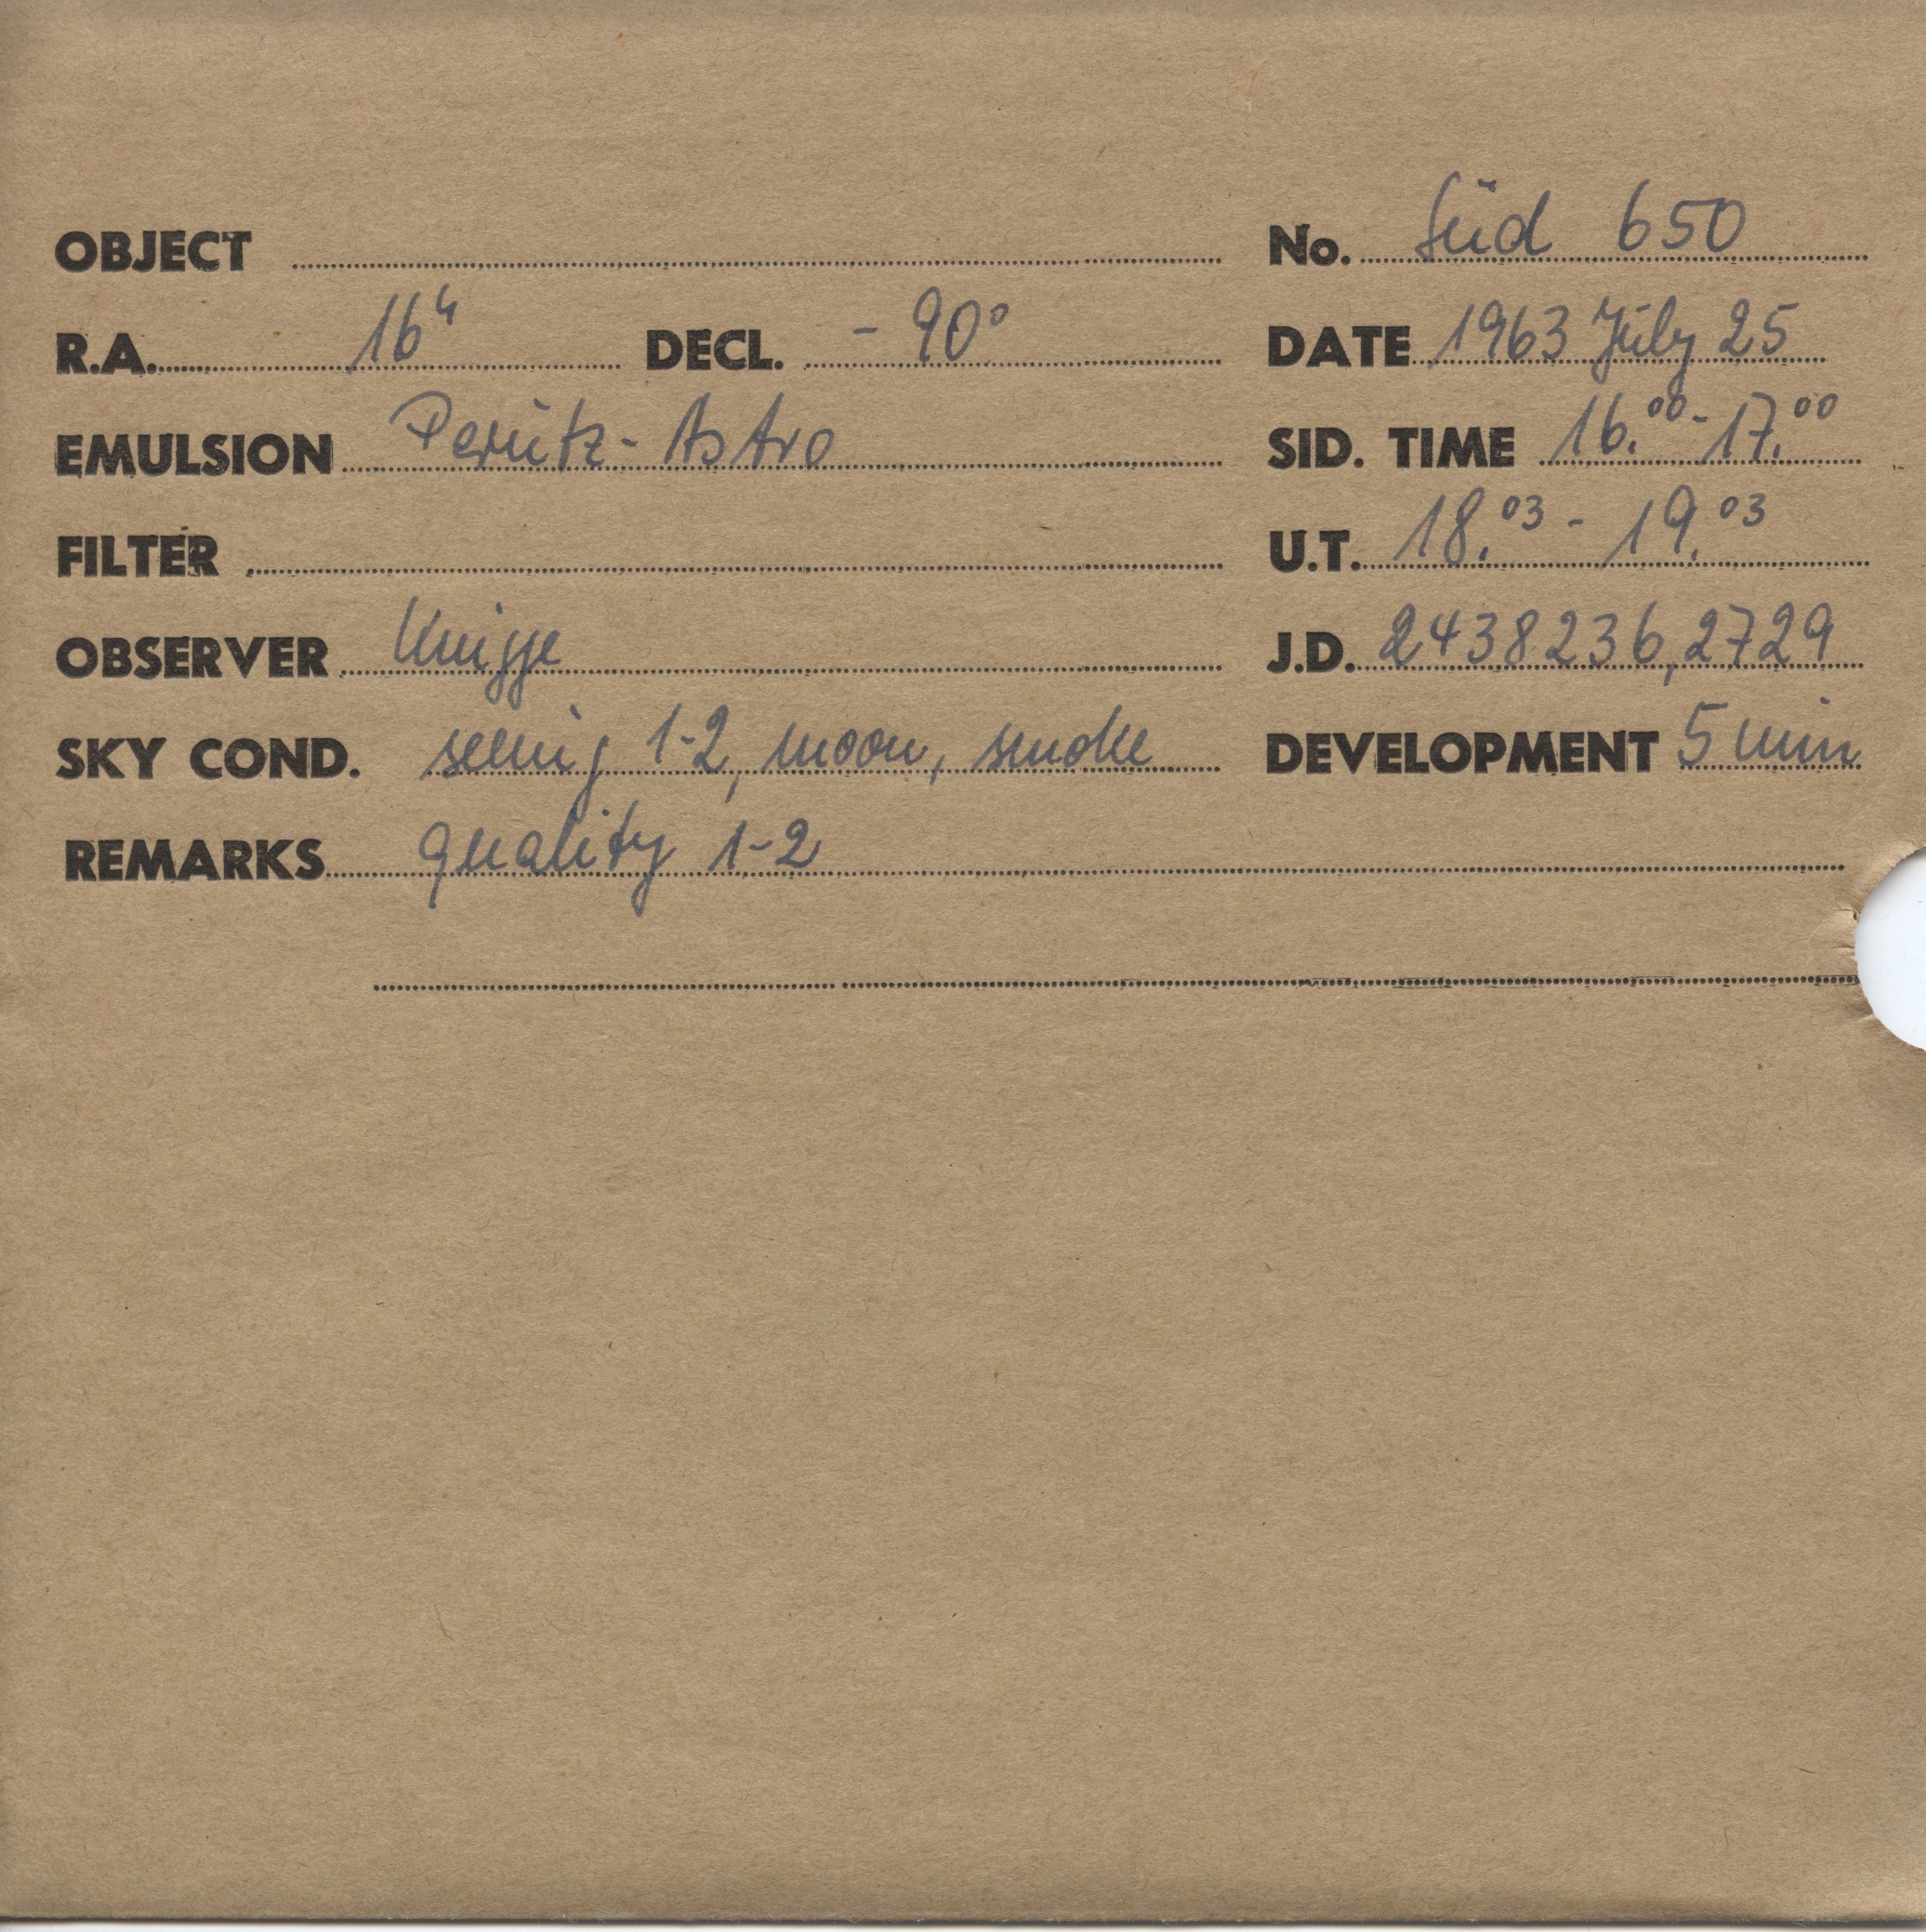 OBJECT No. Süd 650
R.A. 16h DECL. - 90° DATE 1963 July 25
EMULSION Perutz - Astro SID. TIME 16.00 - 17.00
FILTER U.T. 18.03 - 19.03
OBSERVER Knigge J.D. 2438236,2729
SKY COND. seeing 1-2, moon, smoke DEVELOPMENT 5 min
REMARKS quality 1-2